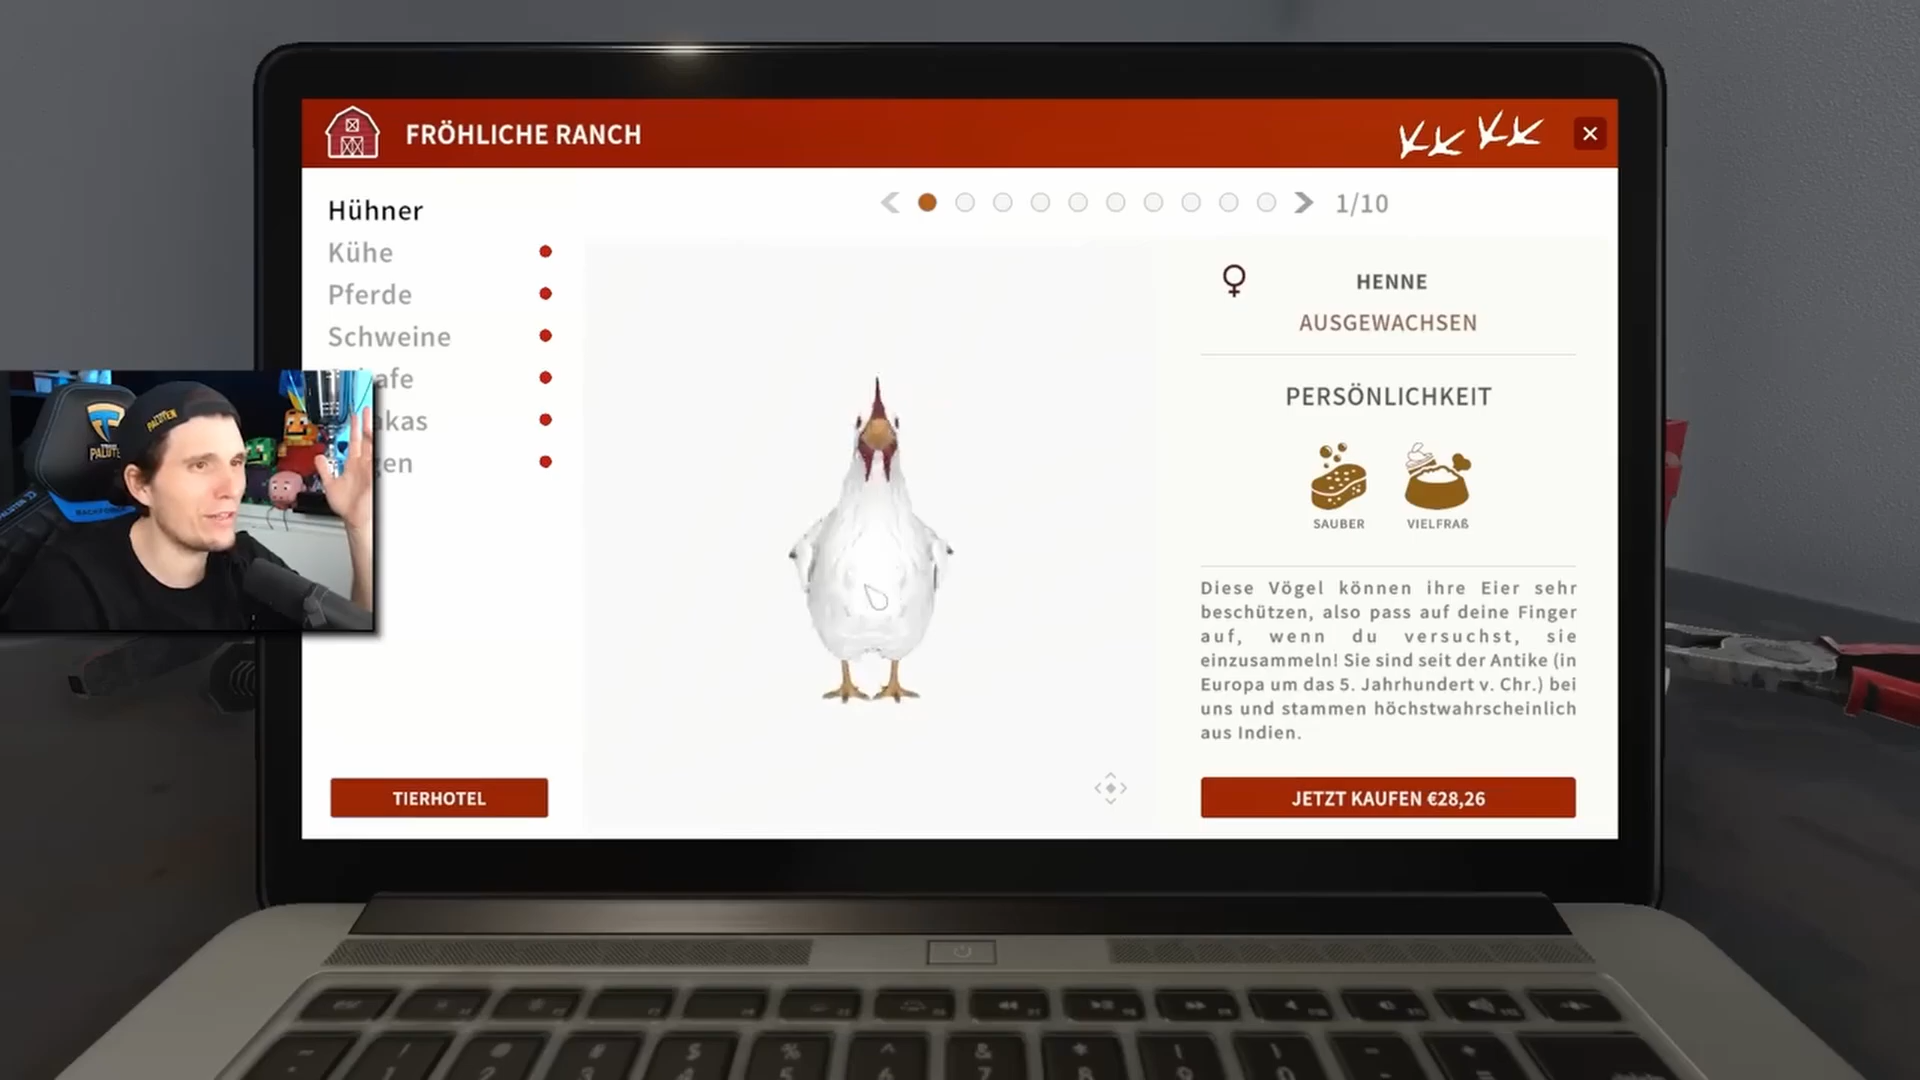 FRÖHLICHE RANCH
Hühner
Kühe
Pferde
Schweine
1/10
HENNE
AUSGEWACHSEN
PERSÖNLICHKEIT
SAUBER
VIELFRAß
Diese Vögel können ihre Eier sehr
beschützen, also pass auf deine Finger
auf, wenn du versuchst, sie
einzusammeln! Sie sind seit der Antike (in
Europa um das 5. Jahrhundert v. Chr.) bei
uns und stammen höchstwahrscheinlich
aus Indien.
TIERHOTEL
JETZT KAUFEN €28,26
PALUTEN
PALUTE